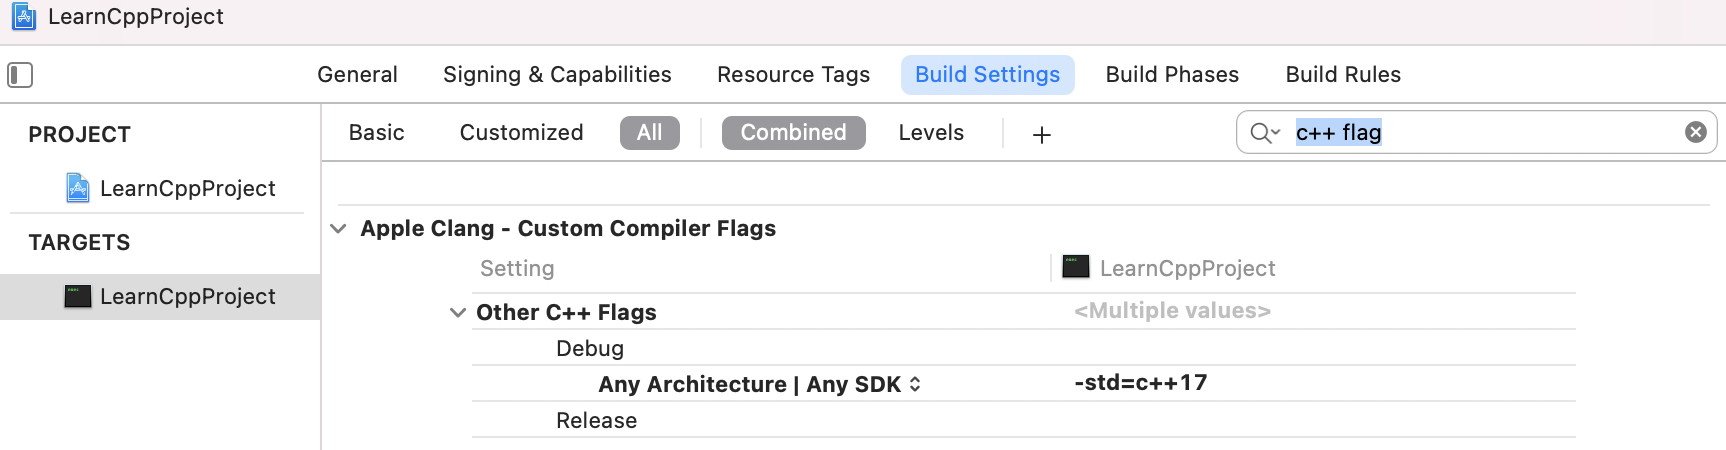 LearnCppProject
General Signing & Capabilities Resource Tags Build Settings Build Phases Build Rules
PROJECT
LearnCppProject
TARGETS
LearnCppProject
Basic Customized All Combined Levels + c++ flag
Apple Clang - Custom Compiler Flags
Setting LearnCppProject
Other C++ Flags <Multiple values>
Debug
Any Architecture | Any SDK -std=c++17
Release